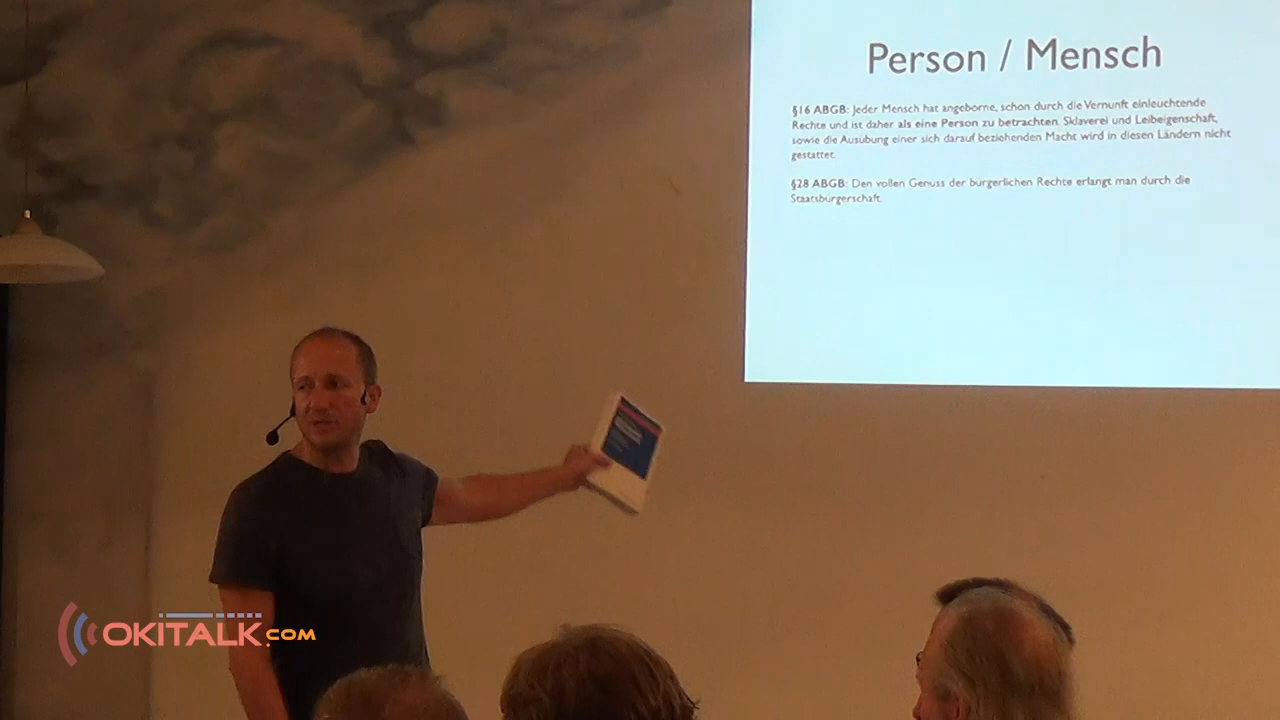 Person / Mensch
§16 ABGB: Jeder Mensch hat angeborne, schon durch die Vernunft einleuchtende
Rechte und ist daher als eine Person zu betrachten. Sklaverei und Leibeigenschaft,
sowie die Ausübung einer sich darauf beziehenden Macht wird in diesen Ländern nicht
gestattet.
§28 ABGB: Den vollen Genuss der bürgerlichen Rechte erlangt man durch die
Staatsbürgerschaft.
OKITALK.COM